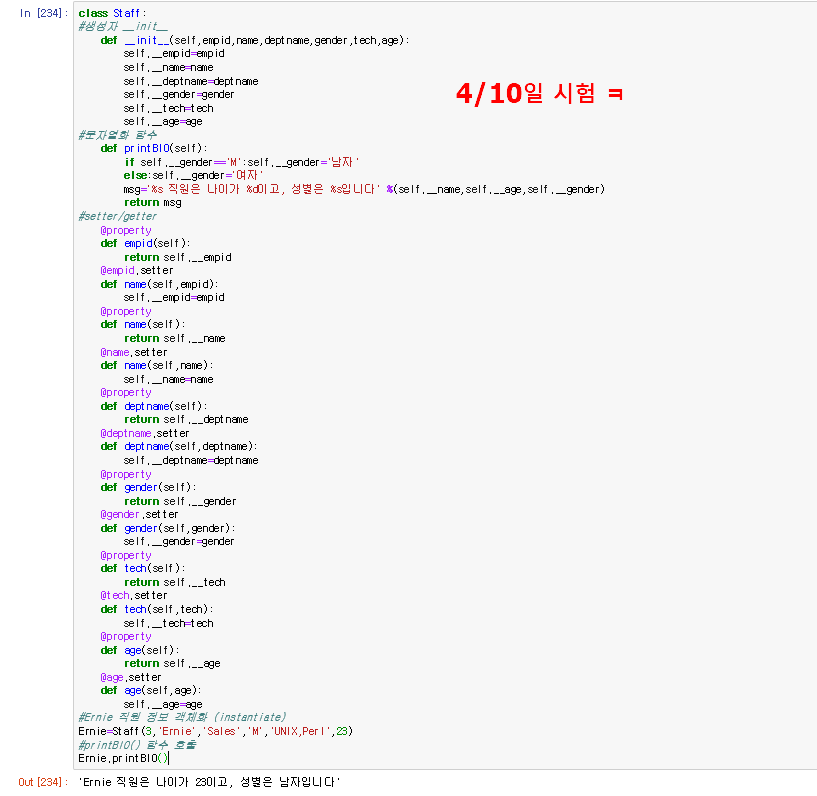 In [234]: class Staff:
#생성자 __init__
    def __init__(self,empid,name,deptname,gender,tech,age):
        self.__empid=empid
        self.__name=name
        self.__deptname=deptname
        self.__gender=gender
        self.__tech=tech
        self.__age=age
4/10일 시험 ㅋ
#문자열화 함수
    def printBIO(self):
        if self.__gender=='M':self.__gender='남자'
        else:self.__gender='여자'
        msg='%s 직원은 나이가 %d이고, 성별은 %s입니다' %(self.__name,self.__age,self.__gender)
        return msg
#setter/getter
    @property
    def empid(self):
        return self.__empid
    @empid.setter
    def name(self,empid):
        self.__empid=empid
    @property
    def name(self):
        return self.__name
    @name.setter
    def name(self,name):
        self.__name=name
    @property
    def deptname(self):
        return self.__deptname
    @deptname.setter
    def deptname(self,deptname):
        self.__deptname=deptname
    @property
    def gender(self):
        return self.__gender
    @gender.setter
    def gender(self,gender):
        self.__gender=gender
    @property
    def tech(self):
        return self.__tech
    @tech.setter
    def tech(self,tech):
        self.__tech=tech
    @property
    def age(self):
        return self.__age
    @age.setter
    def age(self,age):
        self.__age=age
#Ernie 직원 정보 객체화 (instantiate)
Ernie=Staff(3,'Ernie','Sales','M','UNIX,Perl',23)
#printBIO() 함수 호출
Ernie.printBIO()
Out[234]: 'Ernie 직원은 나이가 23이고, 성별은 남자입니다'